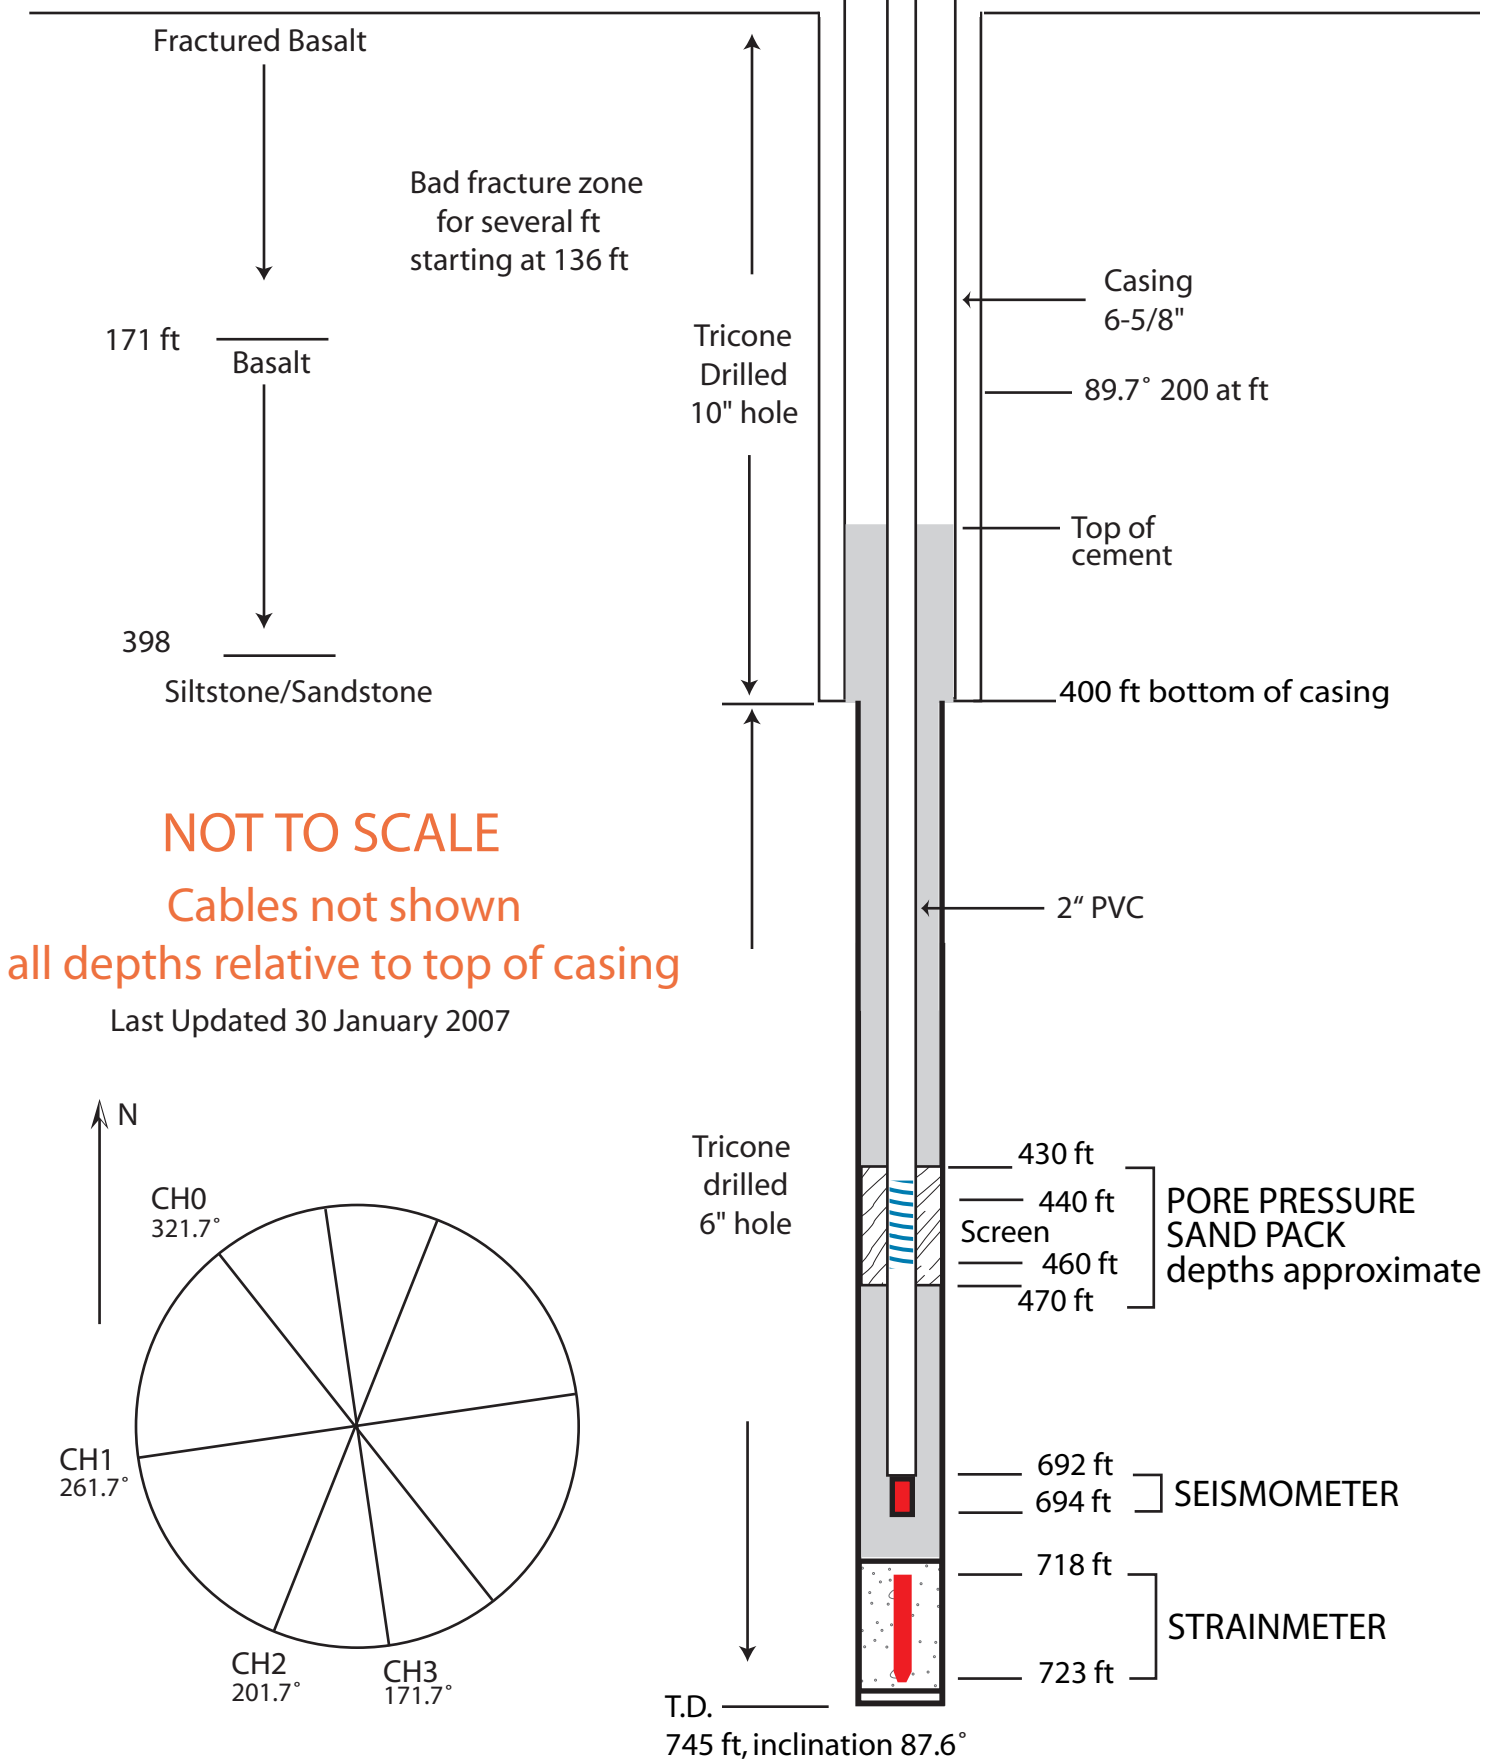 Fractured Basalt
Bad fracture zone
for several ft
starting at 136 ft
171 ft
Basalt
398
Siltstone/Sandstone
Tricone
Drilled
10" hole
Casing
6-5/8"
89.7˚ 200 at ft
Top of
cement
400 ft bottom of casing
NOT TO SCALE
Cables not shown
all depths relative to top of casing
Last Updated 30 January 2007
2“ PVC
N
CH0
321.7˚
CH1
261.7˚
CH2
201.7˚
CH3
171.7˚
Tricone
drilled
6" hole
430 ft
440 ft
Screen
460 ft
470 ft
PORE PRESSURE
SAND PACK
depths approximate
692 ft
694 ft
SEISMOMETER
718 ft
STRAINMETER
723 ft
T.D.
745 ft, inclination 87.6˚